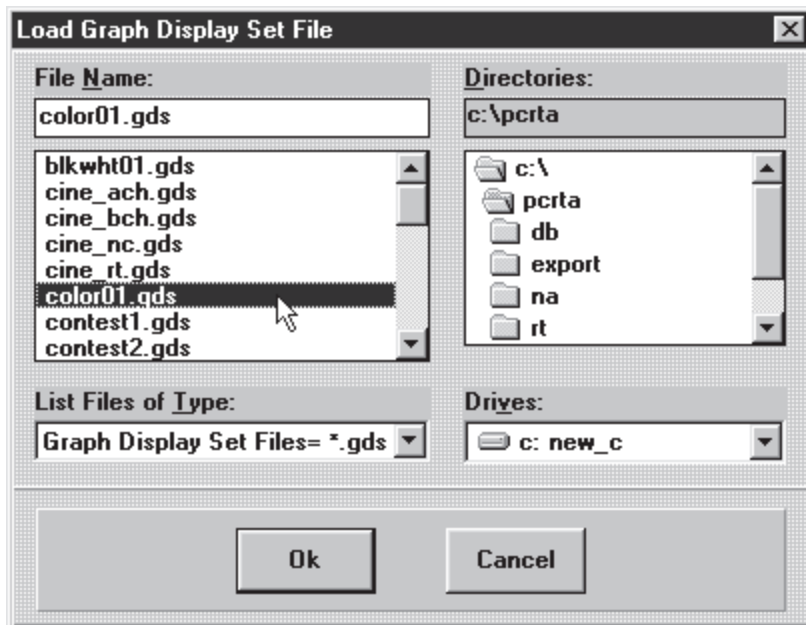 Load Graph Display Set File
File Name:
color01.gds
blkwht01.gds
cine_ach.gds
cine_bch.gds
cine_nc.gds
cine_rt.gds
color01.gds
contest1.gds
contest2.gds
Directories:
c:\pcrta
c:\
pcrta
db
export
na
rt
List Files of Type:
Graph Display Set Files= *.gds
Drives:
c: new_c
Ok
Cancel